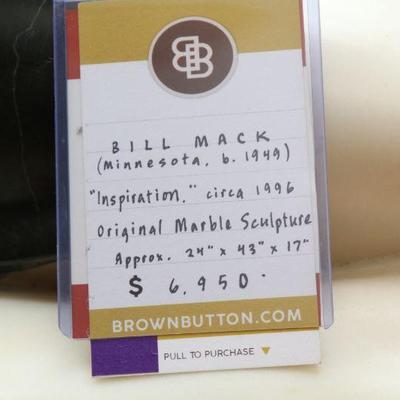 BB
BILL MACK
(Minnesota, b. 1949)
"Inspiration," circa 1996
Original Marble Sculpture
Approx. 24" x 43" x 17"
$ 6,950.
BROWNBUTTON.COM
PULL TO PURCHASE